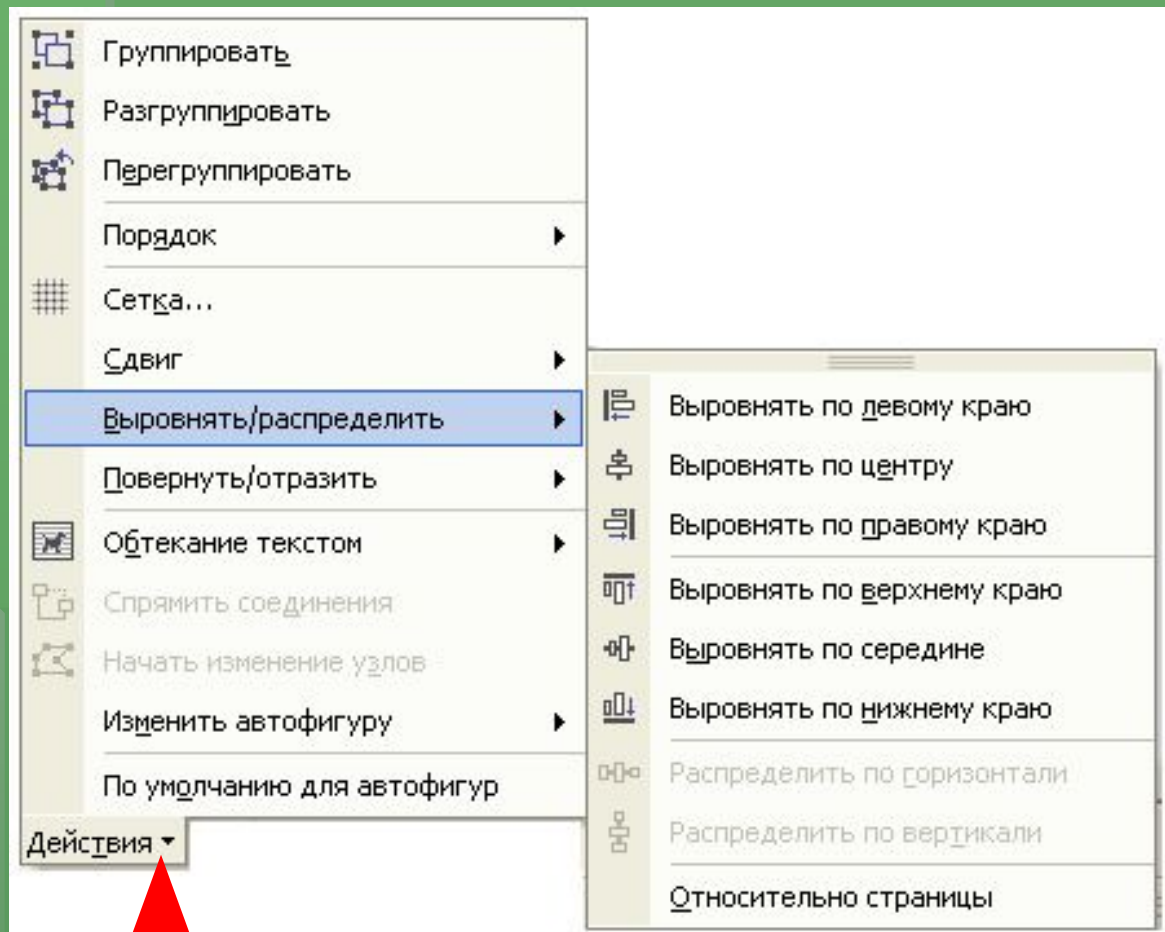 Группировать
Разгруппировать
Перегруппировать
Порядок
Сетка...
Сдвиг
Выровнять/распределить
Повернуть/отразить
Обтекание текстом
Спрямить соединения
Начать изменение узлов
Изменить автофигуру
По умолчанию для автофигур
Действия
Выровнять по левому краю
Выровнять по центру
Выровнять по правому краю
Выровнять по верхнему краю
Выровнять по середине
Выровнять по нижнему краю
Распределить по горизонтали
Распределить по вертикали
Относительно страницы